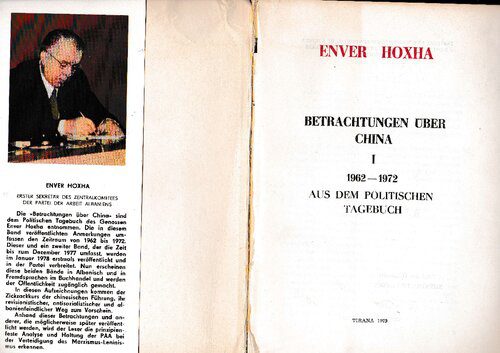 ENVER HOXHA
ERSTER SEKRETÄR DES ZENTRALKOMITEES
DER PARTEI DER ARBEIT ALBANIENS
Die «Betrachtungen über China» sind
dem Politischen Tagebuch des Genossen
Enver Hoxha entnommen. Die in diesem
Band veröffentlichten Anmerkungen um-
fassen den Zeitraum von 1962 bis 1972.
Dieser und ein zweiter Band, der die Zeit
bis zum Dezember 1977 umfasst, wurden
im Januar 1978 erstmals veröffentlicht und
in der Partei verbreitet. Nun erscheinen
diese beiden Bände in Albanisch und in
Fremdsprachen im Buchhandel und werden
der Öffentlichkeit zugänglich gemacht.
In diesen Aufzeichnungen kommen der
Zickzackkurs der chinesischen Führung, ihr
revisionistischer, antisozialistischer und al-
banienfeindlicher Weg zum Vorschein.
Anhand dieser Betrachtungen und an-
derer, die möglicherweise später veröffent-
licht werden, wird der Leser die prinzipien-
feste Analyse und Haltung der PAA bei
der Verteidigung des Marxismus-Leninis-
mus erkennen.
ENVER HOXHA
BETRACHTUNGEN ÜBER
CHINA
I
1962—1972
AUS DEM POLITISCHEN
TAGEBUCH
TIRANA